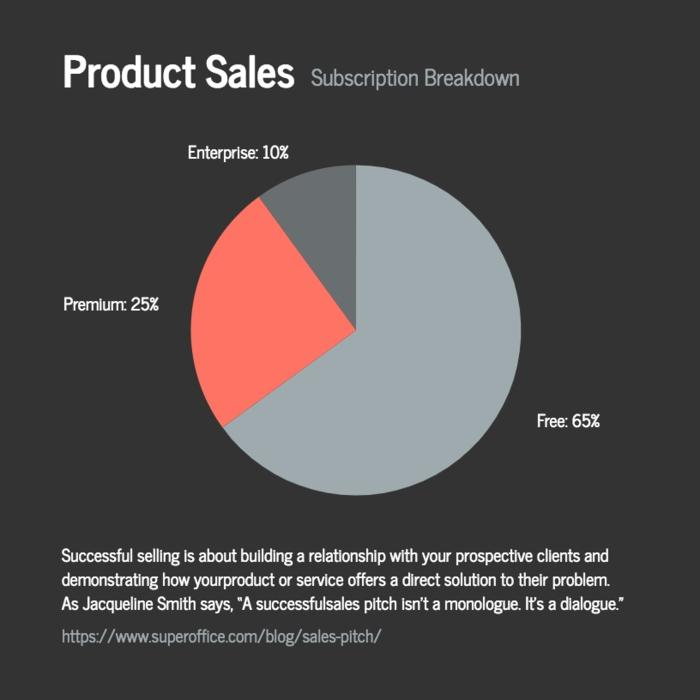 Product Sales Subscription Breakdown
Enterprise: 10%
Premium: 25%
Free: 65%
Successful selling is about building a relationship with your prospective clients and
demonstrating how yourproduct or service offers a direct solution to their problem.
As Jacqueline Smith says, “A successfulsales pitch isn't a monologue. It's a dialogue.”
https://www.superoffice.com/blog/sales-pitch/